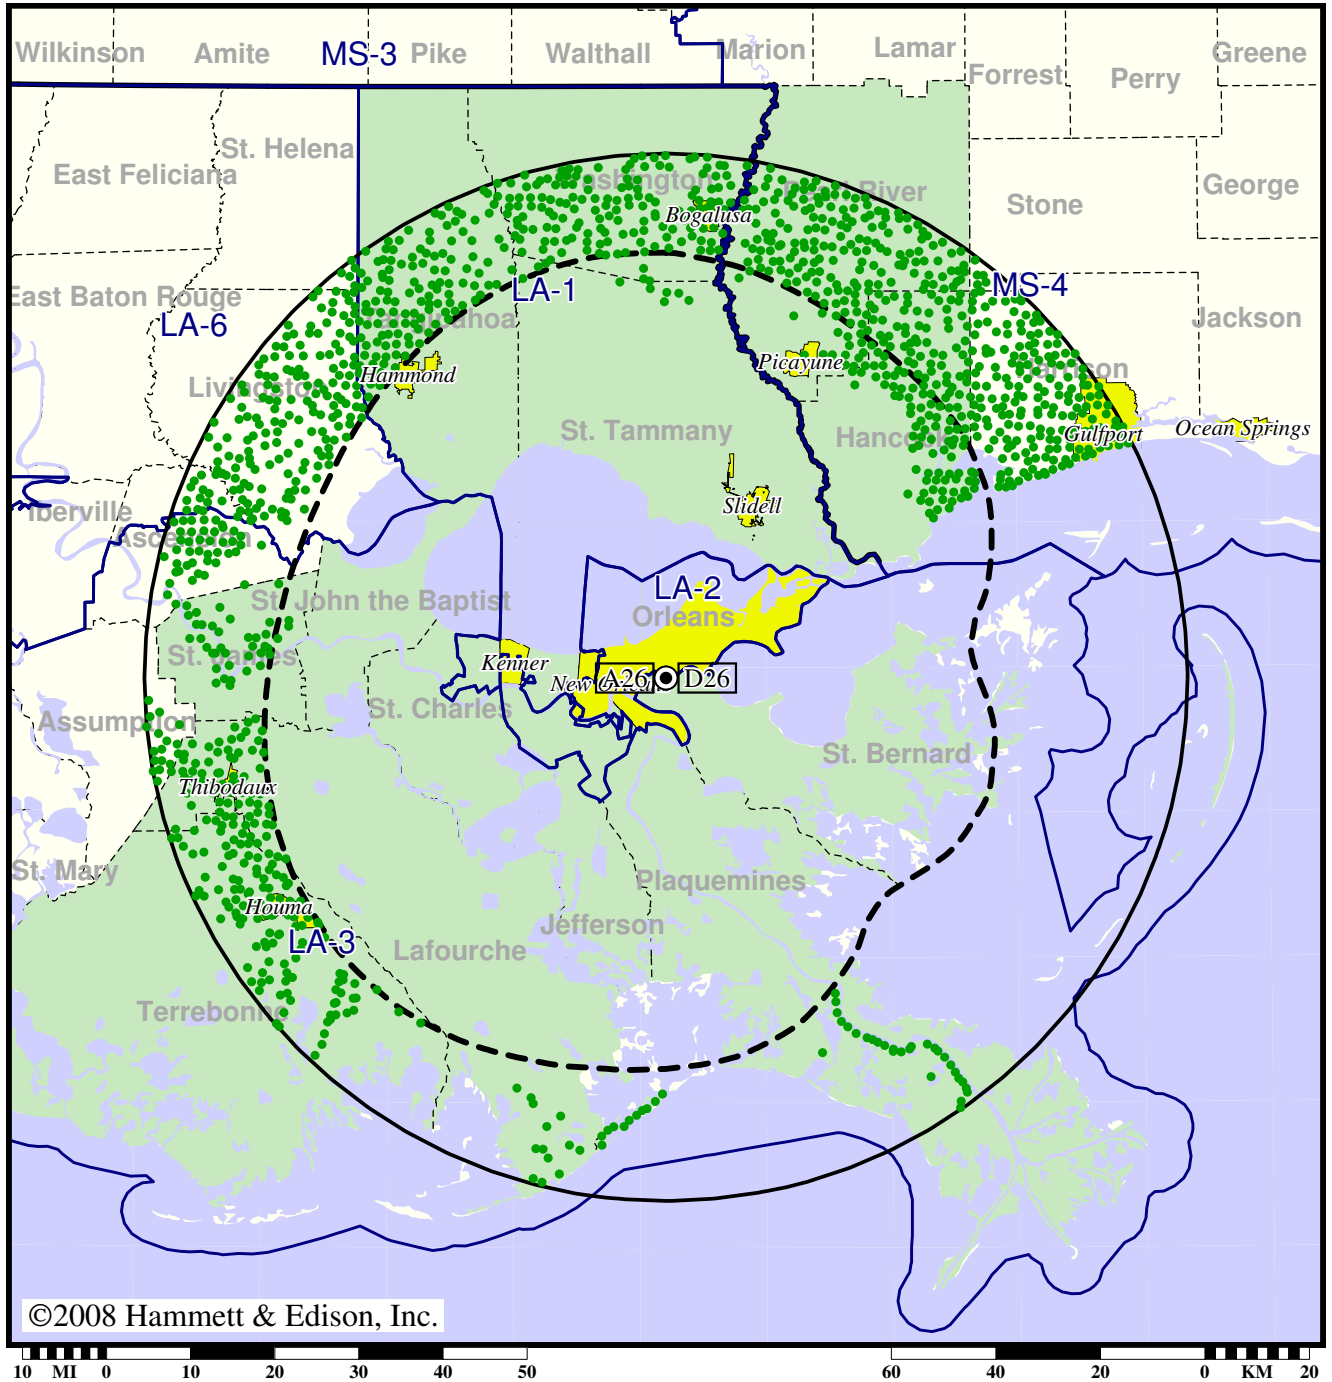 Wilkinson
Amite
MS-3
Pike
Walthall
Marion
Lamar
Forrest
Perry
Greene
St. Helena
East Feliciana
George
Stone
Bogalusa
East Baton Rouge
LA-6
LA-1
MS-4
Jackson
Hammond
Picayune
St. Tammany
Gulfport
Ocean Springs
Slidell
Iberville
LA-2
St. John the Baptist
Orleans
St. James
Kenner
A26
D26
Assumption
St. Charles
St. Bernard
Thibodaux
St. Mary
Plaquemines
Houma
Jefferson
LA-3
Lafourche
Terrebonne
©2008 Hammett & Edison, Inc.
10 MI 0 10 20 30 40 50
60 40 20 0 KM 20